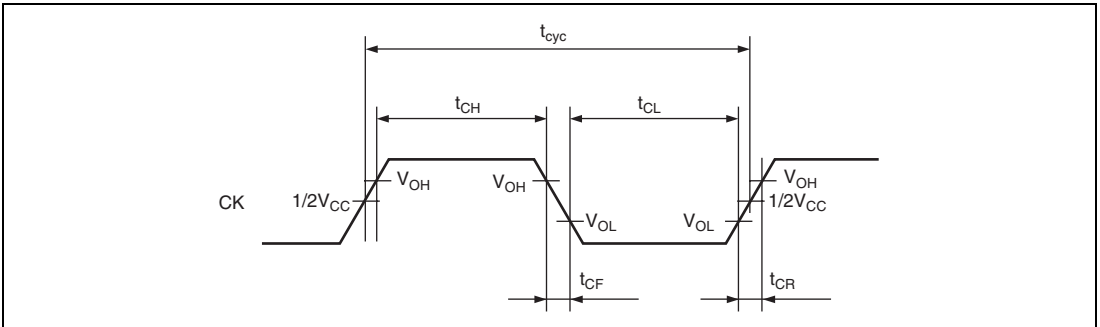 tcyc
tCH
tCL
VOH
VOH
VOH
CK
1/2VCC
1/2VCC
VOL
VOL
tCF
tCR